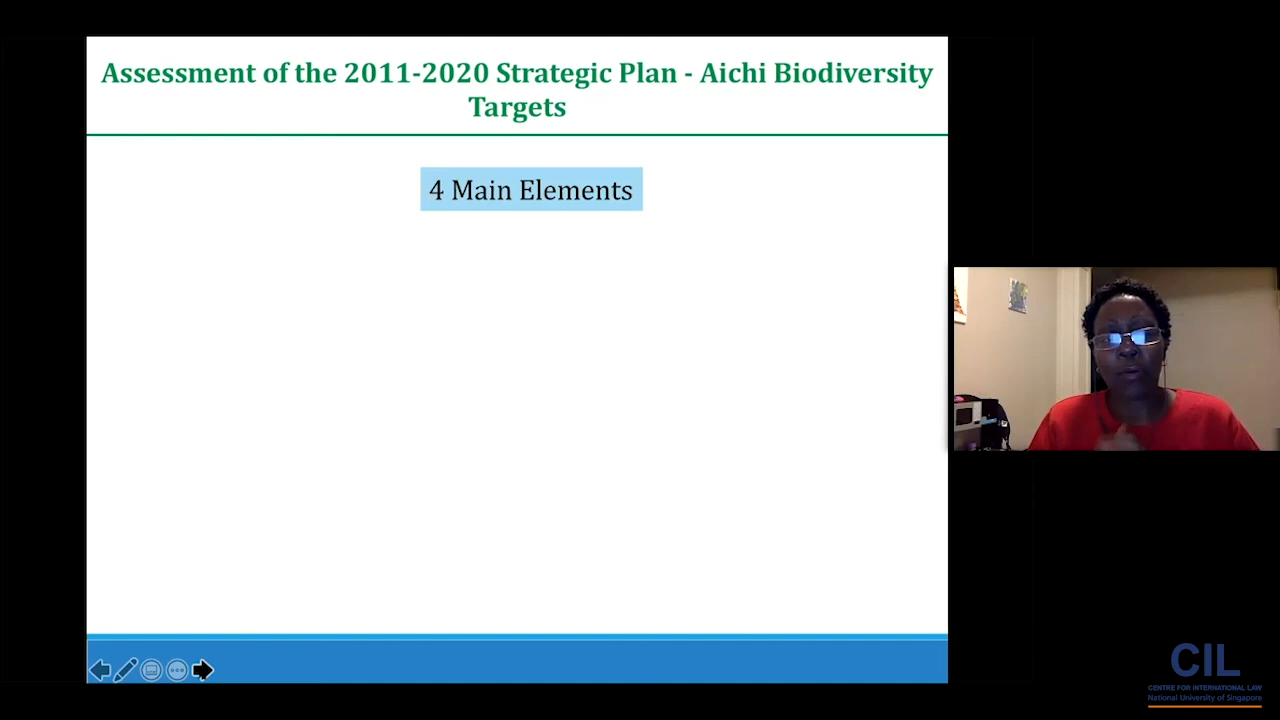 Assessment of the 2011-2020 Strategic Plan - Aichi Biodiversity
Targets
4 Main Elements
CIL
CENTRE FOR INTERNATIONAL LAW
National University of Singapore